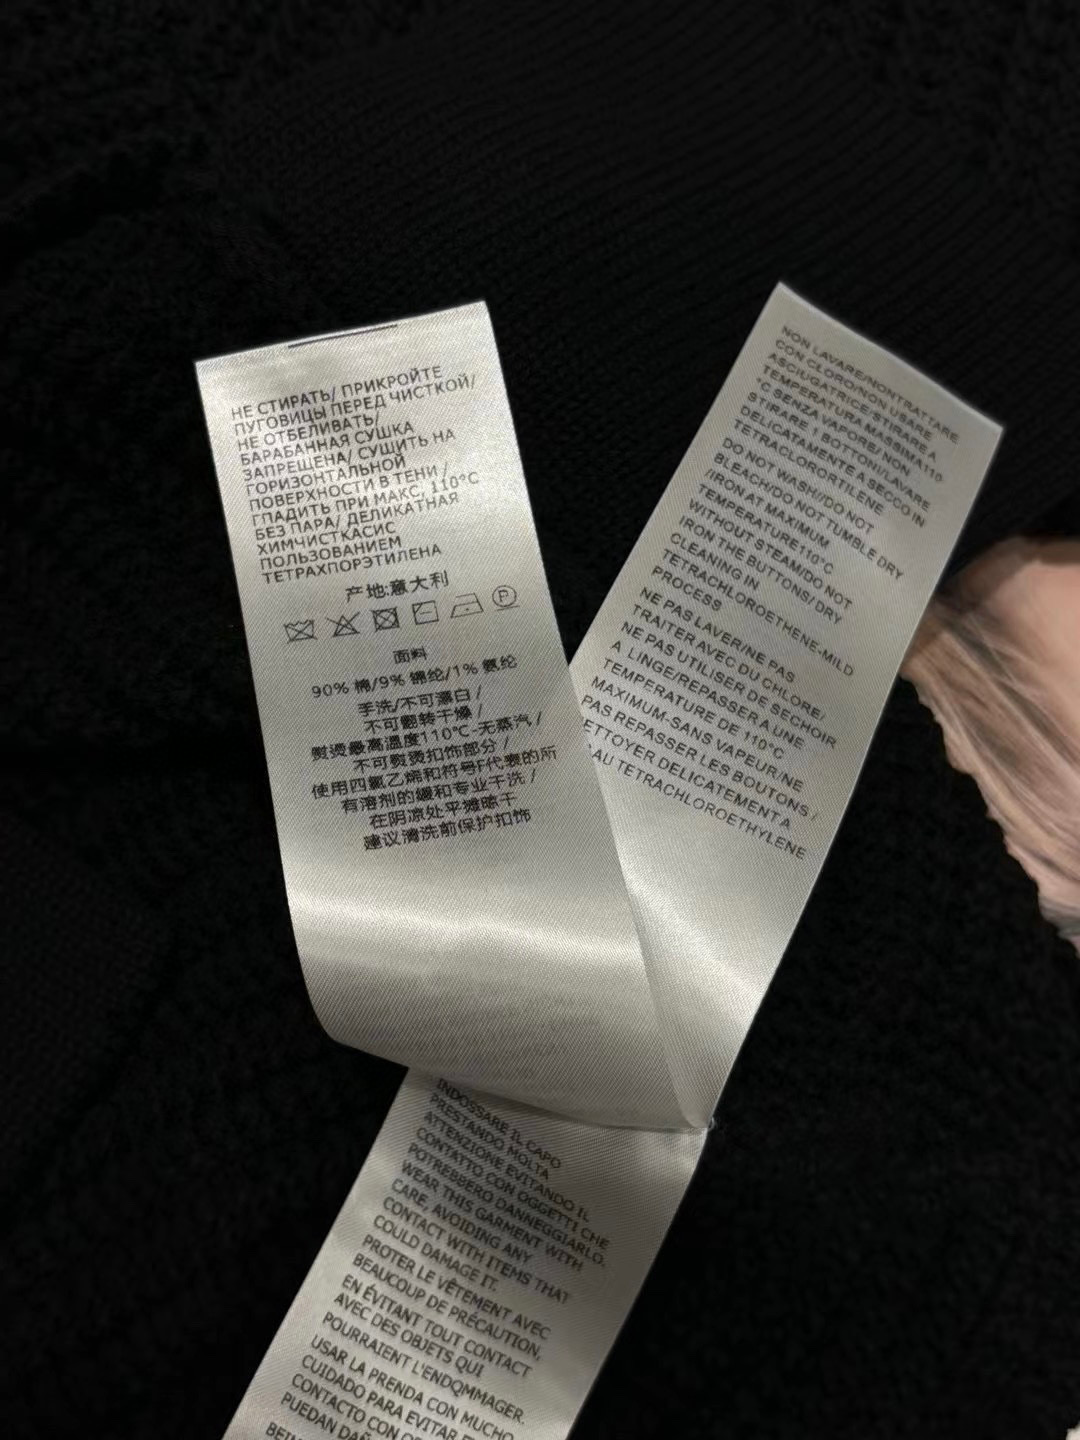 НЕ СТИРАТЬ/ ПРИКРОЙТЕ
ПУГОВИЦЫ ПЕРЕД ЧИСТКОЙ/
НЕ ОТБЕЛИВАТЬ/
БАРАБАННАЯ СУШКА
ЗАПРЕЩЕНА/ СУШИТЬ НА
ГОРИЗОНТАЛЬНОЙ
ПОВЕРХНОСТИ В ТЕНИ /
ГЛАДИТЬ ПРИ МАКС. 110°C
БЕЗ ПАРА/ ДЕЛИКАТНАЯ
ХИМЧИСТКАСИС
ПОЛЬЗОВАНИЕМ
ТЕТРАХПОРЭТИЛЕНА
产地:意大利
P
面料
90% 棉/9% 锦纶/1% 氨纶
手洗/不可漂白 /
不可翻转干燥 /
熨烫最高温度110℃-无蒸汽 /
不可熨烫扣饰部分 /
使用四氯乙烯和符号F代表的所
有溶剂的缓和专业干洗 /
在阴凉处平摊晾干
建议清洗前保护扣饰
NON LAVARE/NONTRATTARE
CON CLORO/NON USARE
ASCIUGATRICE/STIRARE A
TEMPERATURA MASSIMA110
°C SENZA VAPORE/ NON
STIRARE I BOTTONI/LAVARE
DELICATAMENTE A SECCO IN
TETRACLOROETILENE
DO NOT WASH//DO NOT
BLEACH/DO NOT TUMBLE DRY
/IRON AT MAXIMUM
TEMPERATURE110°C
WITHOUT STEAM/DO NOT
IRON THE BUTTONS/ DRY
CLEANING IN
TETRACHLOROETHENE-MILD
PROCESS
NE PAS LAVER/NE PAS
TRAITER AVEC DU CHLORE/
NE PAS UTILISER DE SECHOIR
A LINGE/REPASSER A UNE
TEMPERATURE DE 110°C
MAXIMUM-SANS VAPEUR/NE
PAS REPASSER LES BOUTONS /
ETTOYER DELICATEMENT A
AU TETRACHLOROETHYLENE
INDOSSARE IL CAPO
PRESTANDO MOLTA
ATTENZIONE EVITANDO IL
CONTATTO CON OGGETTI CHE
POTREBBERO DANNEGGIARLO.
WEAR THIS GARMENT WITH
CARE, AVOIDING ANY
CONTACT WITH ITEMS THAT
COULD DAMAGE IT.
PROTER LE VÊTEMENT AVEC
BEAUCOUP DE PRÉCAUTION,
EN ÉVITANT TOUT CONTACT
AVEC DES OBJETS QUI
POURRAIENT L'ENDQMMAGER.
USAR LA PRENDA CON MUCHO
CUIDADO PARA EVITAR E
CONTACTO CON
PUEDAN
BEIM